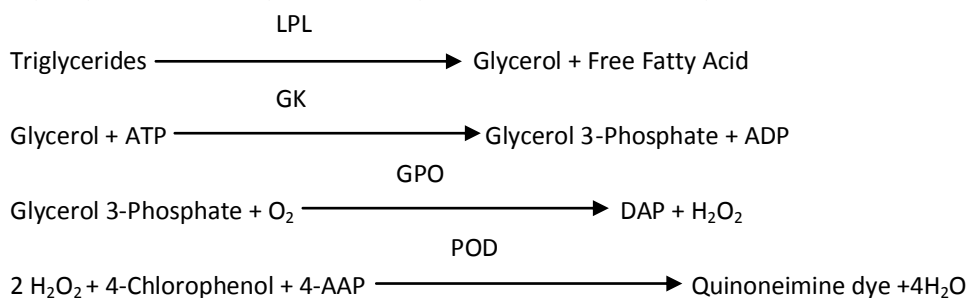 LPL
Triglycerides Glycerol + Free Fatty Acid
GK
Glycerol + ATP Glycerol 3-Phosphate + ADP
GPO
Glycerol 3-Phosphate + O₂ DAP + H₂O₂
POD
2 H₂O₂ + 4-Chlorophenol + 4-AAP Quinoneimine dye +4H₂O